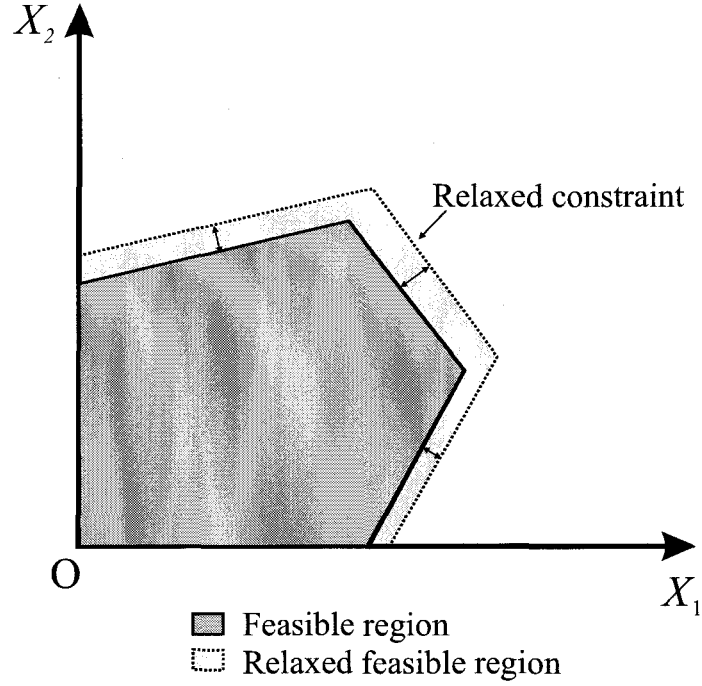 X₂
Relaxed constraint
O
X₁
Feasible region
Relaxed feasible region